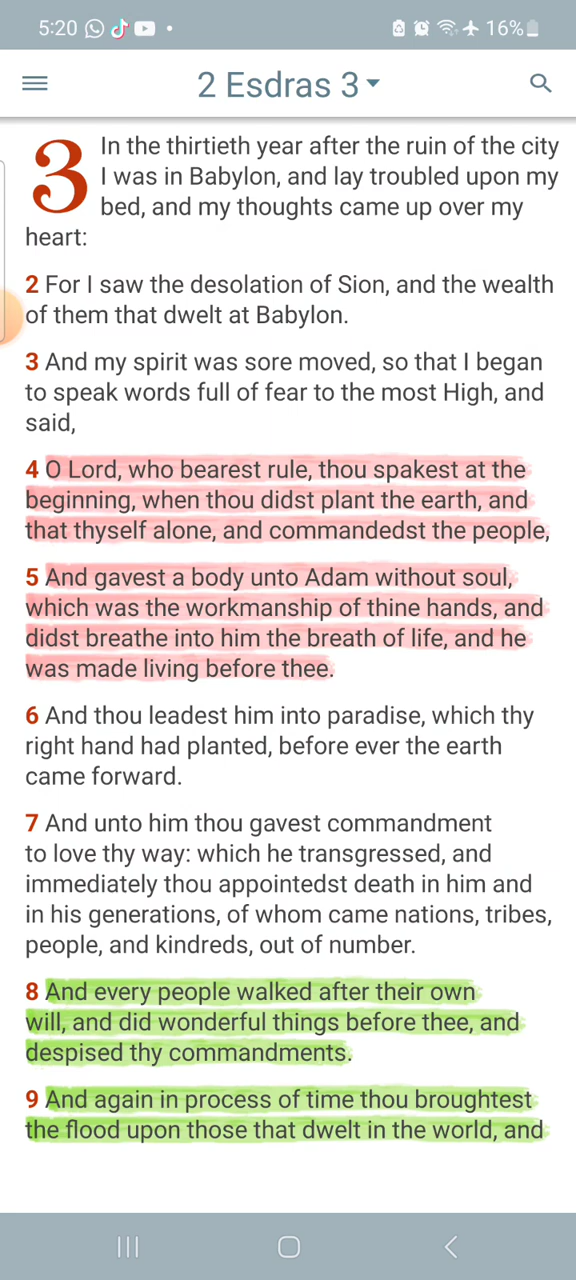 5:20
16%
2 Esdras 3
3 In the thirtieth year after the ruin of the city
I was in Babylon, and lay troubled upon my
bed, and my thoughts came up over my
heart:
2 For I saw the desolation of Sion, and the wealth
of them that dwelt at Babylon.
3 And my spirit was sore moved, so that I began
to speak words full of fear to the most High, and
said,
4 O Lord, who bearest rule, thou spakest at the
beginning, when thou didst plant the earth, and
that thyself alone, and commandedst the people,
5 And gavest a body unto Adam without soul,
which was the workmanship of thine hands, and
didst breathe into him the breath of life, and he
was made living before thee.
6 And thou leadest him into paradise, which thy
right hand had planted, before ever the earth
came forward.
7 And unto him thou gavest commandment
to love thy way: which he transgressed, and
immediately thou appointedst death in him and
in his generations, of whom came nations, tribes,
people, and kindreds, out of number.
8 And every people walked after their own
will, and did wonderful things before thee, and
despised thy commandments.
9 And again in process of time thou broughtest
the flood upon those that dwelt in the world, and